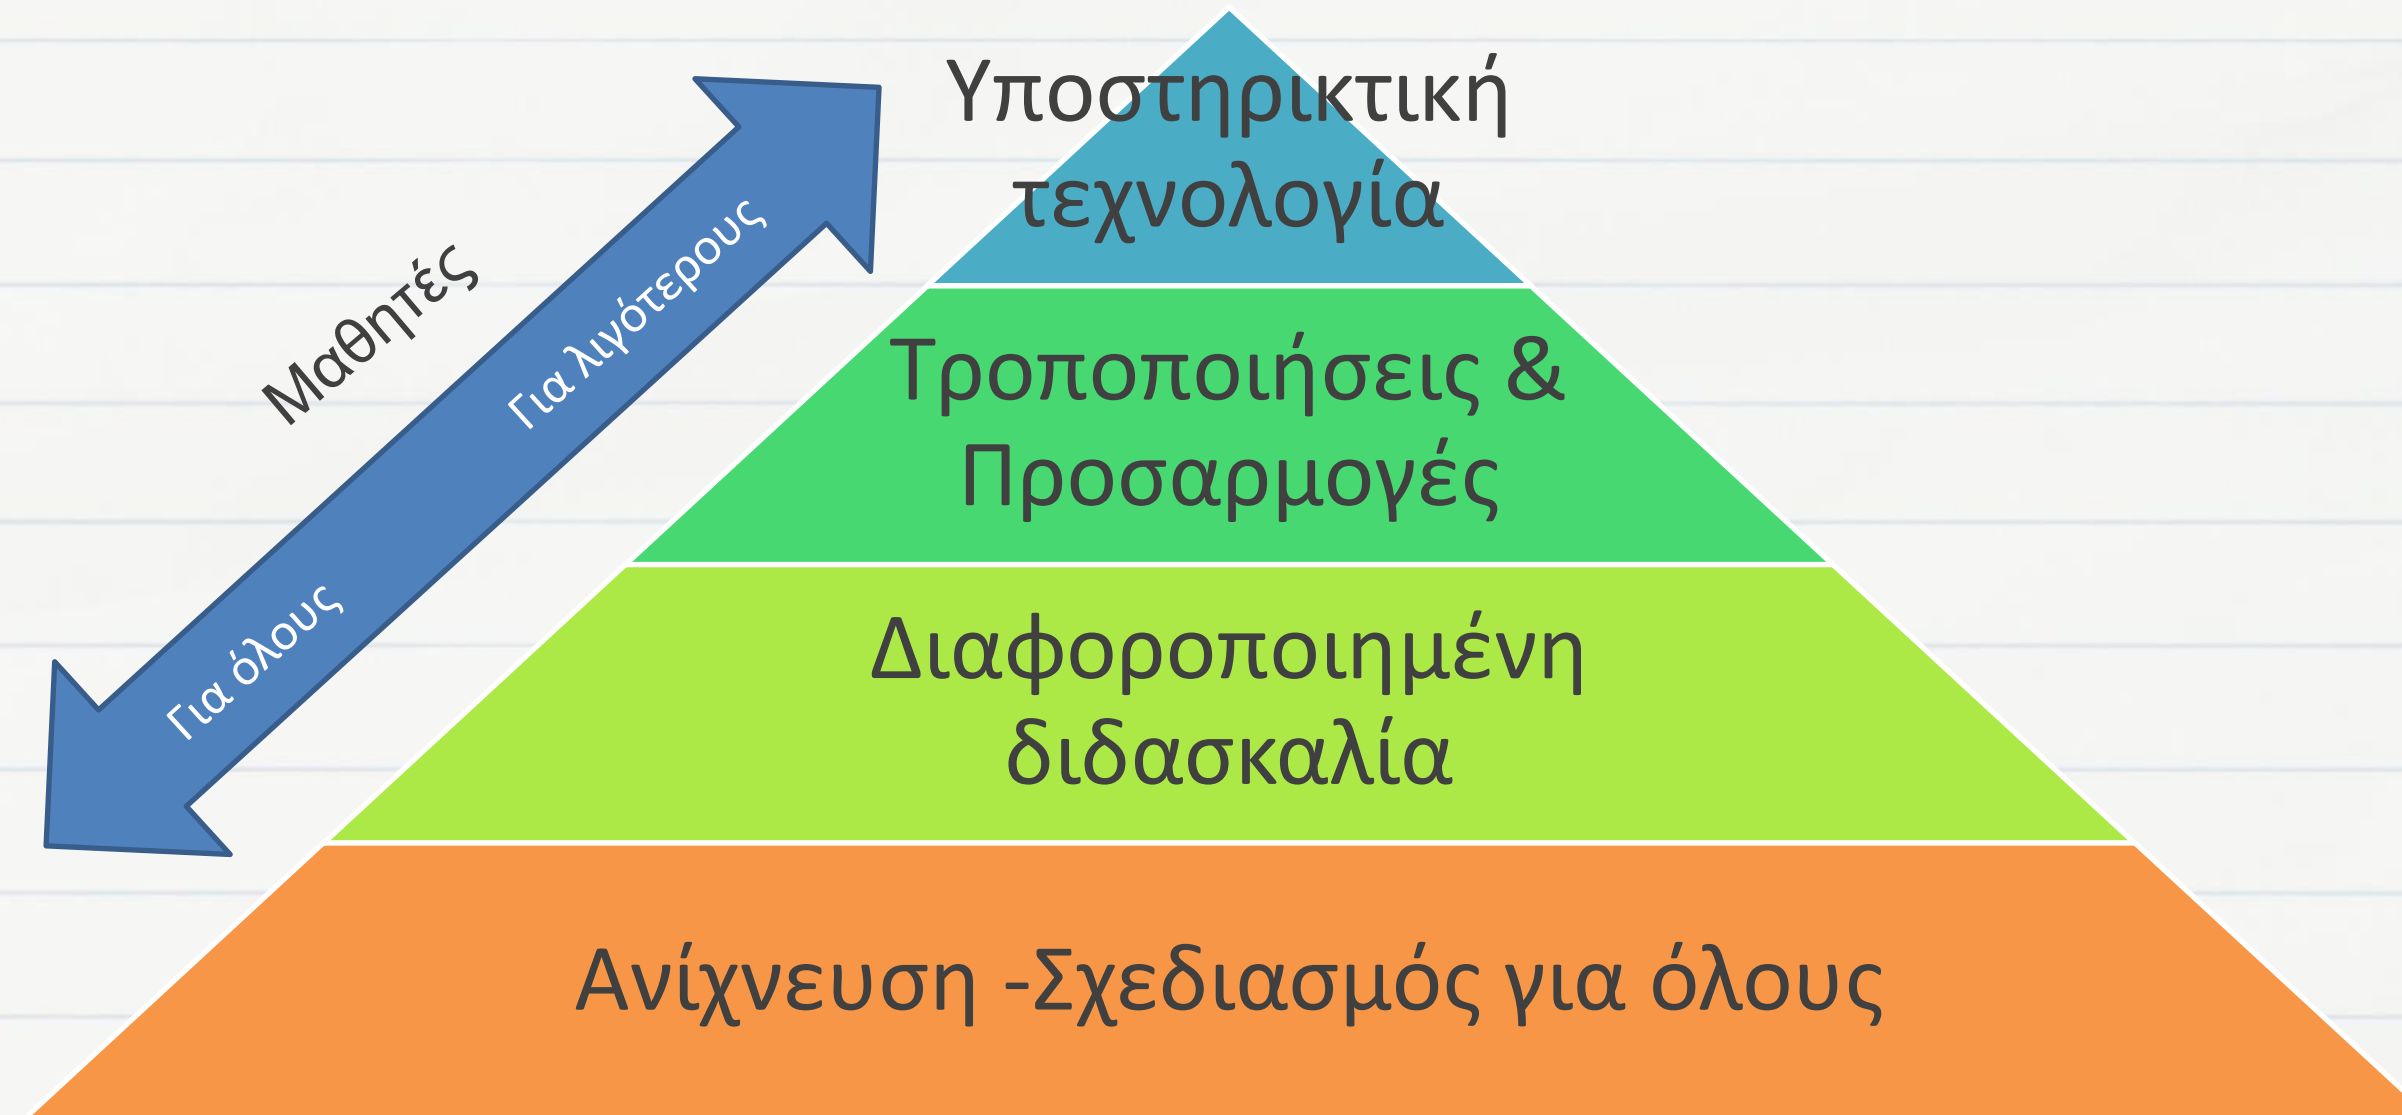 Υποστηρικτική
τεχνολογία
Τροποποιήσεις &
Προσαρμογές
Διαφοροποιημένη
διδασκαλία
Ανίχνευση -Σχεδιασμός για όλους
Μαθητές
Για λιγότερους
Για όλους